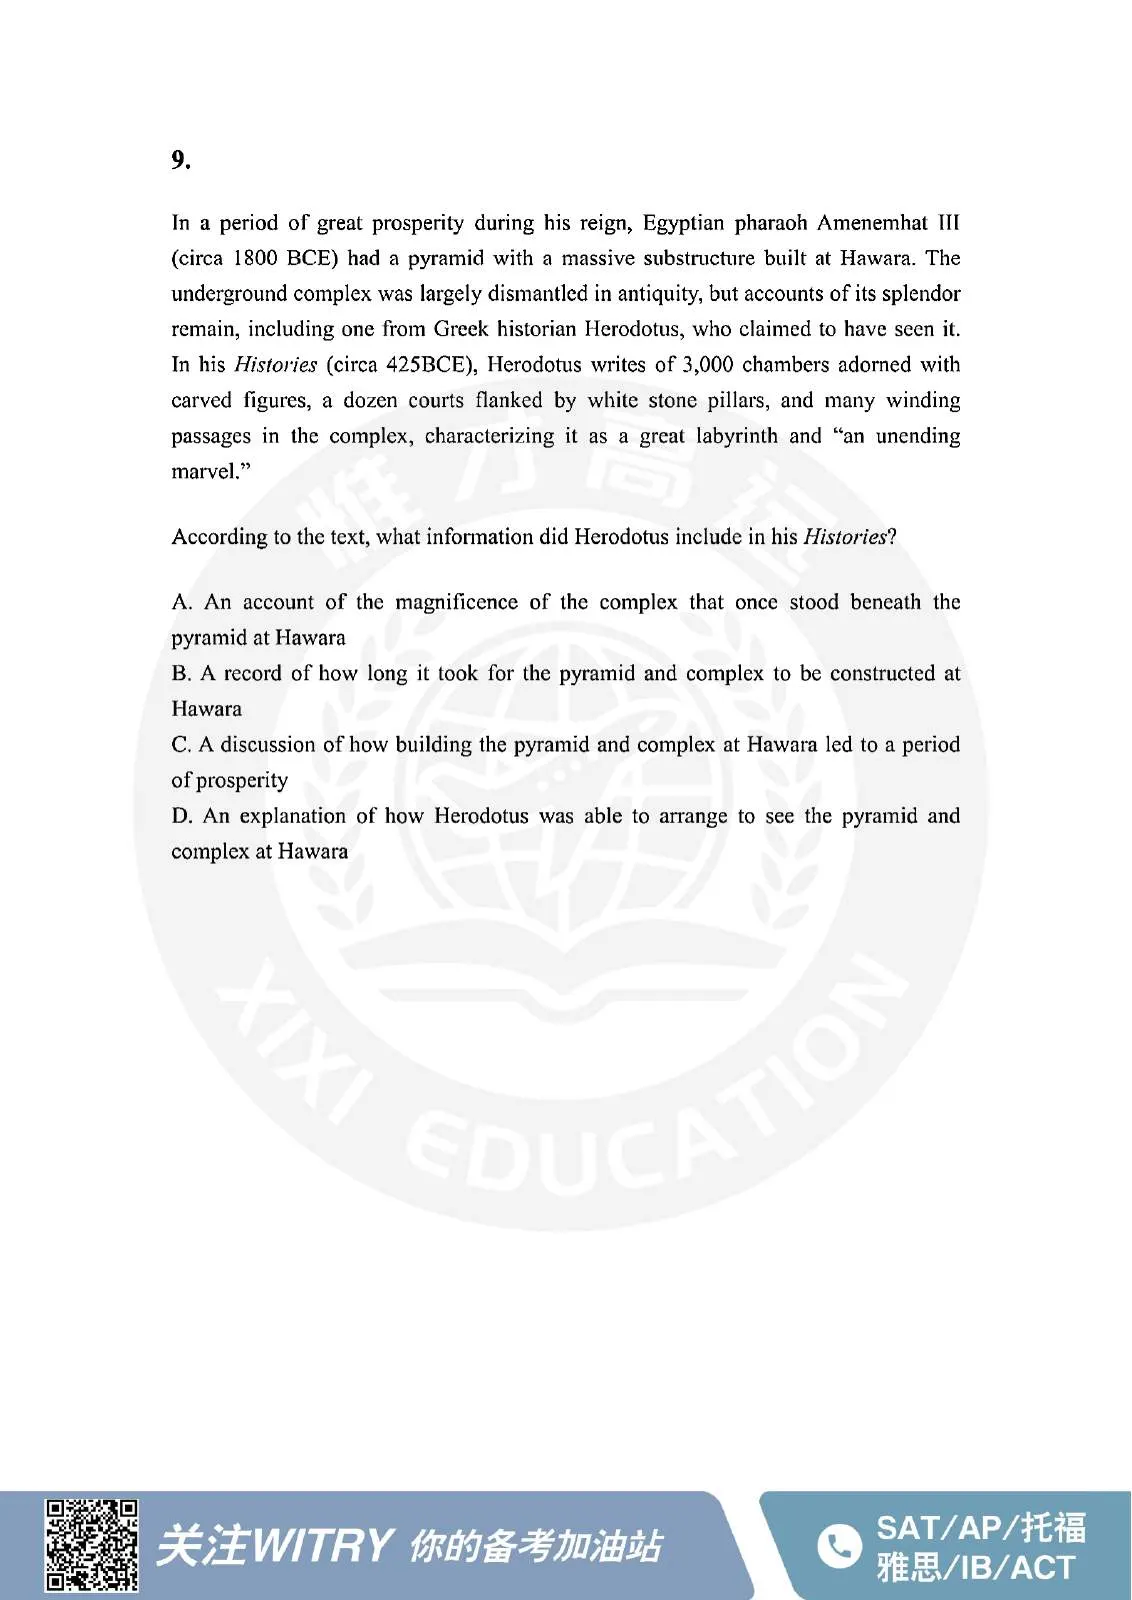 9.
In a period of great prosperity during his reign, Egyptian pharaoh Amenemhat III
(circa 1800 BCE) had a pyramid with a massive substructure built at Hawara. The
underground complex was largely dismantled in antiquity, but accounts of its splendor
remain, including one from Greek historian Herodotus, who claimed to have seen it.
In his Histories (circa 425BCE), Herodotus writes of 3,000 chambers adorned with
carved figures, a dozen courts flanked by white stone pillars, and many winding
passages in the complex, characterizing it as a great labyrinth and “an unending
marvel.”
According to the text, what information did Herodotus include in his Histories?
A. An account of the magnificence of the complex that once stood beneath the
pyramid at Hawara
B. A record of how long it took for the pyramid and complex to be constructed at
Hawara
C. A discussion of how building the pyramid and complex at Hawara led to a period
of prosperity
D. An explanation of how Herodotus was able to arrange to see the pyramid and
complex at Hawara
惟方高远
XIXI EDUCATION
关注WITRY 你的备考加油站
SAT/AP/托福
雅思/IB/ACT